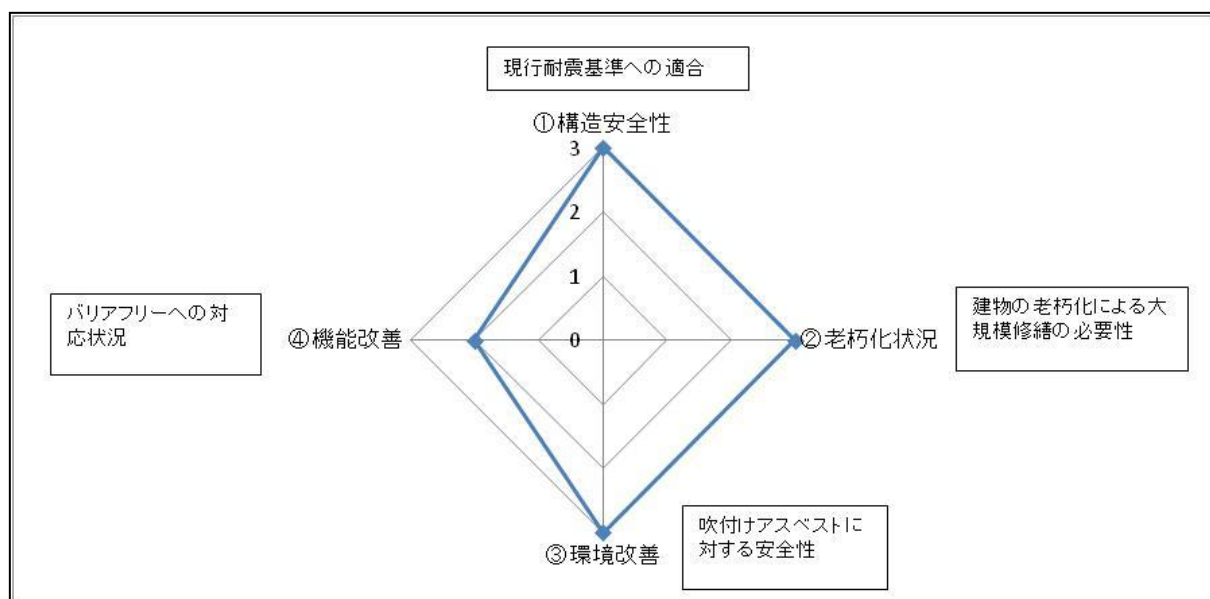 現行耐震基準への適合
①構造安全性
3
2
1
0
バリアフリーへの対
応状況
④機能改善
②老朽化状況
建物の老朽化による大
規模修繕の必要性
③環境改善
吹付けアスベストに
対する安全性